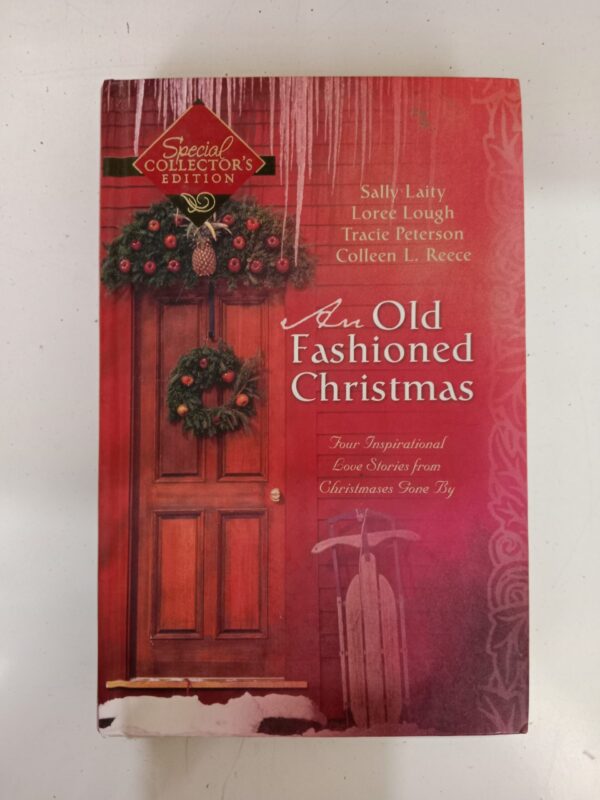 Special
COLLECTOR'S
EDITION
Sally Laity
Loree Lough
Tracie Peterson
Colleen L. Reece
An Old
Fashioned
Christmas
Four Inspirational
Love Stories from
Christmases Gone By